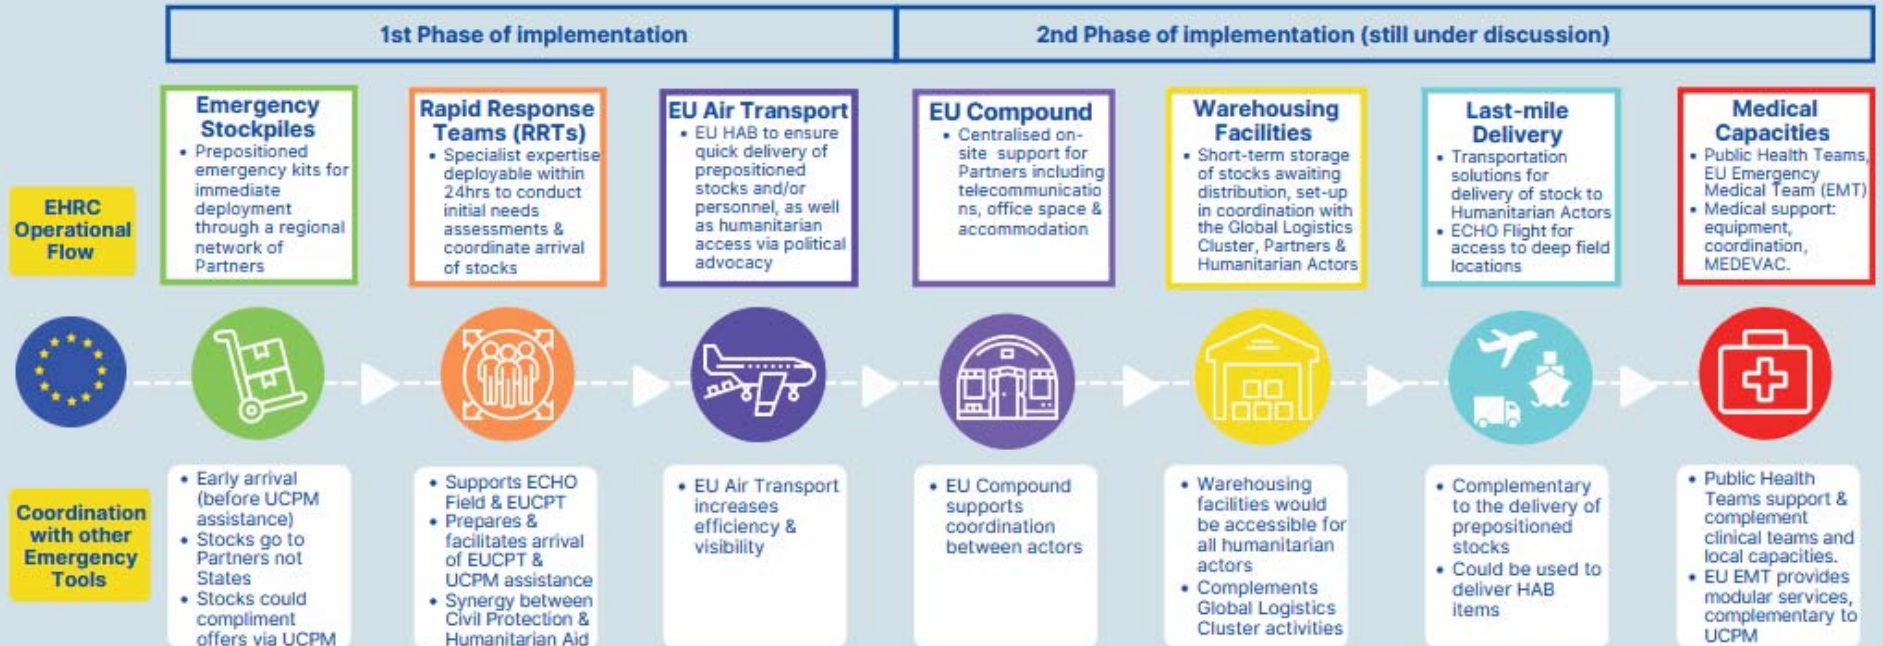 1st Phase of implementation
2nd Phase of implementation (still under discussion)
EHRC
Operational
Flow
Emergency
Stockpiles
• Prepositioned
emergency kits for
immediate
deployment
through a regional
network of
Partners
Rapid Response
Teams (RRTs)
• Specialist expertise
deployable within
24hrs to conduct
initial needs
assessments &
coordinate arrival
of stocks
EU Air Transport
• EU HAB to ensure
quick delivery of
prepositioned
stocks and/or
personnel, as well
as humanitarian
access via political
advocacy
EU Compound
• Centralised on-
site support for
Partners including
telecommunicatio
ns, office space &
accommodation
Warehousing
Facilities
• Short-term storage
of stocks awaiting
distribution, set-up
in coordination with
the Global Logistics
Cluster, Partners &
Humanitarian Actors
Last-mile
Delivery
• Transportation
solutions for
delivery of stock to
Humanitarian Actors
• ECHO Flight for
access to deep field
locations
Medical
Capacities
• Public Health Teams,
EU Emergency
Medical Team (EMT)
• Medical support:
equipment,
coordination,
MEDEVAC.
Coordination
with other
Emergency
Tools
• Early arrival
(before UCPM
assistance)
• Stocks go to
Partners not
States
• Stocks could
compliment
offers via UCPM
• Supports ECHO
Field & EUCPT
• Prepares &
facilitates arrival
of EUCPT &
UCPM assistance
• Synergy between
Civil Protection &
Humanitarian Aid
• EU Air Transport
increases
efficiency &
visibility
• EU Compound
supports
coordination
between actors
• Warehousing
facilities would
be accessible for
all humanitarian
actors
• Complements
Global Logistics
Cluster activities
• Complementary
to the delivery of
prepositioned
stocks
• Could be used to
deliver HAB
items
• Public Health
Teams support &
complement
clinical teams and
local capacities.
• EU EMT provides
modular services,
complementary to
UCPM